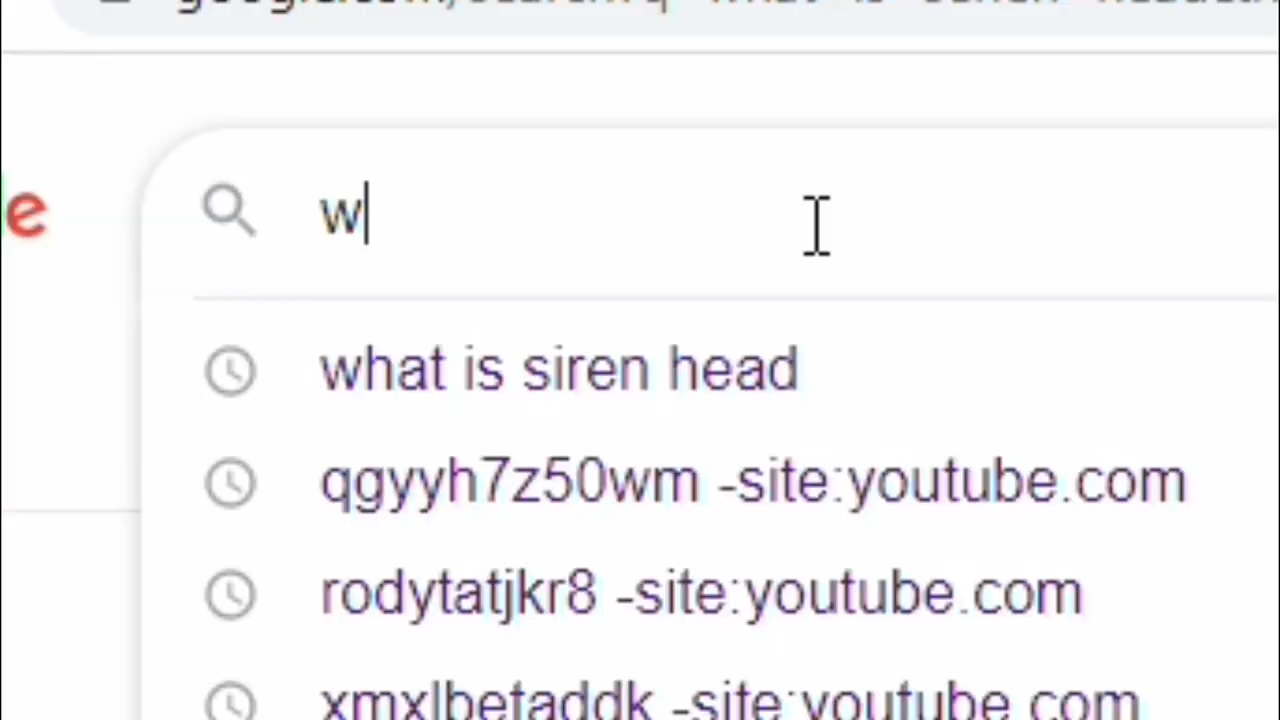 e
w
what is siren head
qgyyh7z50wm -site:youtube.com
rodytatjkr8 -site:youtube.com
xmxlbetaddk -site:youtube.com